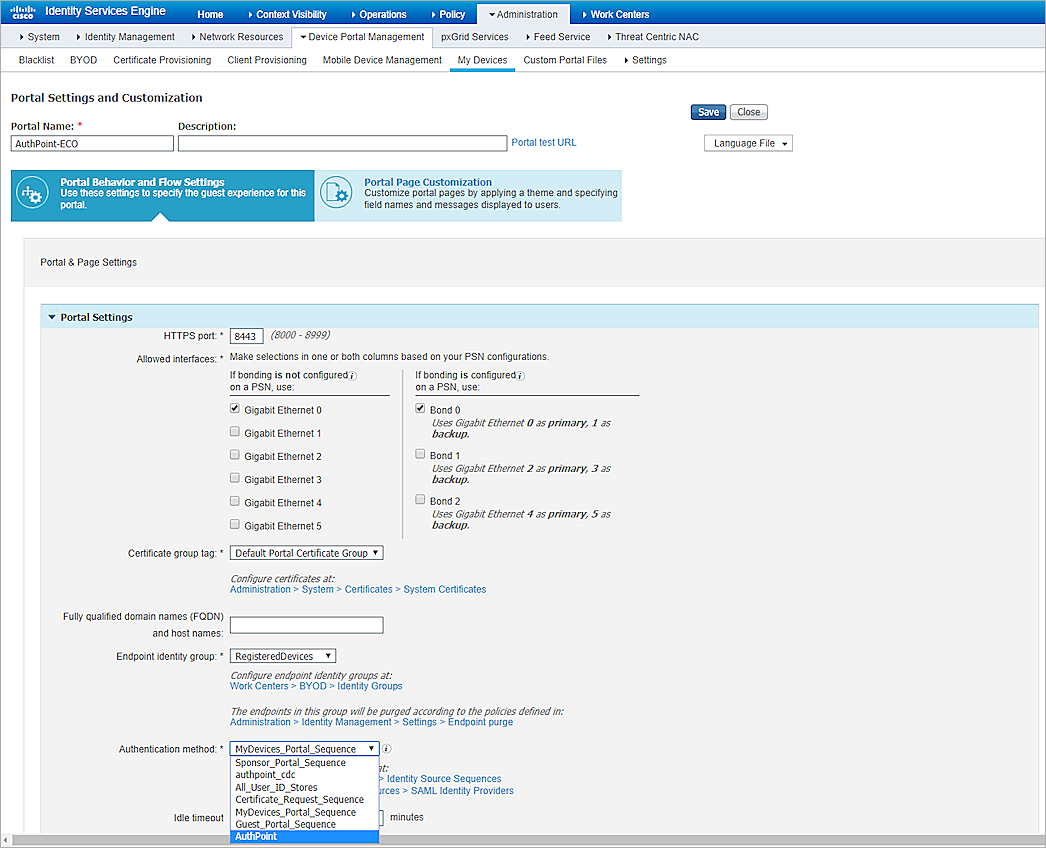 cisco Identity Services Engine Home Context Visibility Operations Policy Administration Work Centers
System Identity Management Network Resources Device Portal Management pxGrid Services Feed Service Threat Centric NAC
Blacklist BYOD Certificate Provisioning Client Provisioning Mobile Device Management My Devices Custom Portal Files Settings
Portal Settings and Customization
Save Close
Portal Name: * Description:
AuthPoint-ECO Portal test URL Language File
Portal Behavior and Flow Settings
Use these settings to specify the guest experience for this
portal.
Portal Page Customization
Customize portal pages by applying a theme and specifying
field names and messages displayed to users.
Portal & Page Settings
Portal Settings
HTTPS port: * 8443 (8000 - 8999)
Allowed interfaces: * Make selections in one or both columns based on your PSN configurations.
If bonding is not configured
on a PSN, use:
Gigabit Ethernet 0
Gigabit Ethernet 1
Gigabit Ethernet 2
Gigabit Ethernet 3
Gigabit Ethernet 4
Gigabit Ethernet 5
If bonding is configured
on a PSN, use:
Bond 0
Uses Gigabit Ethernet 0 as primary, 1 as
backup.
Bond 1
Uses Gigabit Ethernet 2 as primary, 3 as
backup.
Bond 2
Uses Gigabit Ethernet 4 as primary, 5 as
backup.
Certificate group tag: * Default Portal Certificate Group
Configure certificates at:
Administration > System > Certificates > System Certificates
Fully qualified domain names (FQDN)
and host names:
Endpoint identity group: * RegisteredDevices
Configure endpoint identity groups at:
Work Centers > BYOD > Identity Groups
The endpoints in this group will be purged according to the policies defined in:
Administration > Identity Management > Settings > Endpoint purge
Authentication method: * MyDevices_Portal_Sequence
Sponsor_Portal_Sequence at:
authpoint_cdc > Identity Source Sequences
All_User_ID_Stores rces > SAML Identity Providers
Certificate_Request_Sequence
MyDevices_Portal_Sequence
Idle timeout minutes
Guest_Portal_Sequence
AuthPoint